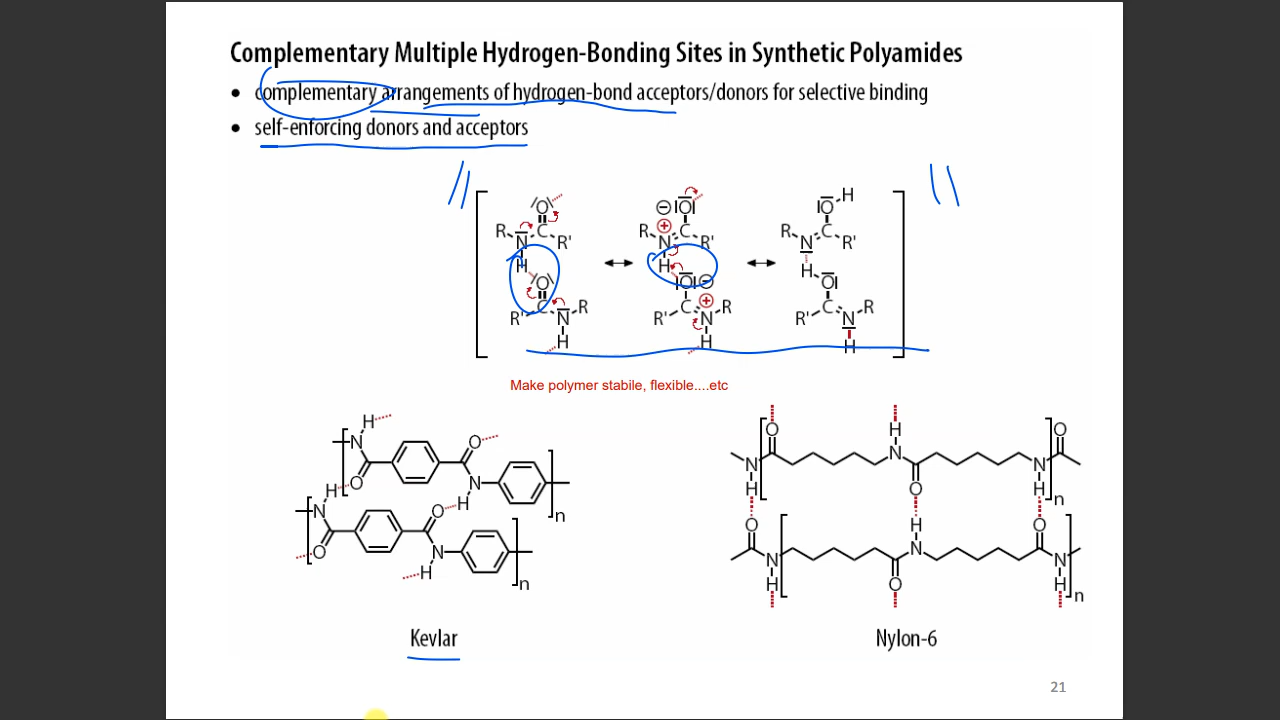 Complementary Multiple Hydrogen-Bonding Sites in Synthetic Polyamides
• complementary arrangements of hydrogen-bond acceptors/donors for selective binding
• self-enforcing donors and acceptors
Make polymer stabile, flexible....etc
Kevlar
Nylon-6
21